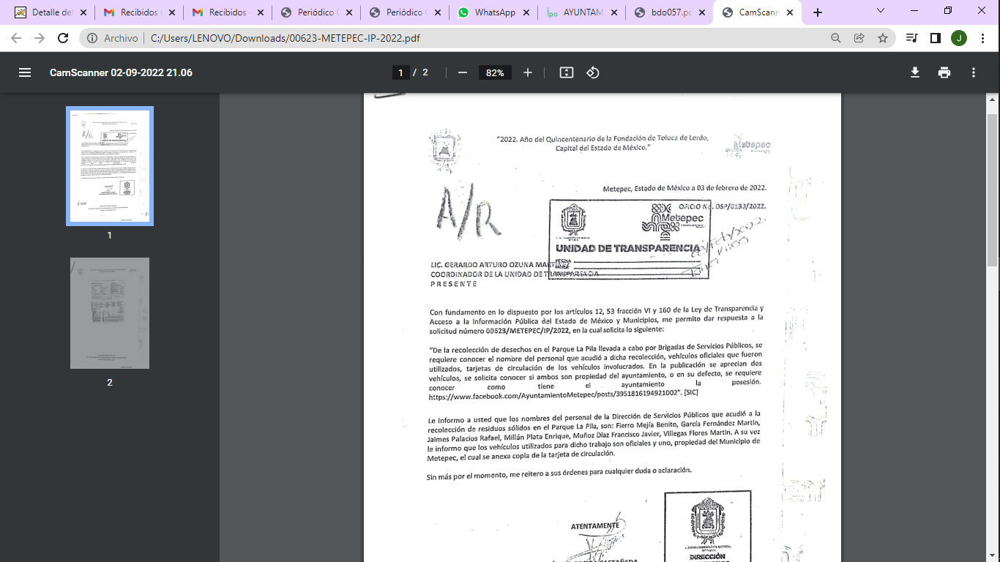 Detalle del
Recibidos
Recibidos
Periódico
Periódico
WhatsApp
AYUNTAM
bdo057.pd
CamScann
Archivo C:/Users/LENOVO/Downloads/00623-METEPEC-IP-2022.pdf
J
CamScanner 02-09-2022 21.06
1 / 2
82%
1
2
"2022. Año del Quincentenario de la Fundación de Toluca de Lerdo,
Capital del Estado de México."
Metepec
Metepec, Estado de México a 03 de febrero de 2022.
OFICIO No. DSP/0130/2022.
A/R
Metepec
UNIDAD DE TRANSPARENCIA
FECHA
HORA
LIC. GERARDO ARTURO OZUNA MARTÍNEZ
COORDINADOR DE LA UNIDAD DE TRANSPARENCIA
P R E S E N T E
Con fundamento en lo dispuesto por los artículos 12, 53 fracción VI y 160 de la Ley de Transparencia y
Acceso a la Información Pública del Estado de México y Municipios, me permito dar respuesta a la
solicitud número 00623/METEPEC/IP/2022, en la cual solicita lo siguiente:
"De la recolección de desechos en el Parque La Pila llevada a cabo por Brigadas de Servicios Públicos, se
requiere conocer el nombre del personal que acudió a dicha recolección, vehículos oficiales que fueron
utilizados, tarjetas de circulación de los vehículos involucrados. En la publicación se aprecian dos
vehículos, se solicita conocer si ambos son propiedad del ayuntamiento, o en su defecto, se requiere
conocer como tiene el ayuntamiento la posesión.
https://www.facebook.com/AyuntamientoMetepec/posts/3951816194921002". [SIC]
Le informo a usted que los nombres del personal de la Dirección de Servicios Públicos que acudió a la
recolección de residuos sólidos en el Parque La Pila, son: Fierro Mejía Benito, García Fernández Martín,
Jaimes Palacios Rafael, Millán Plata Enrique, Muñoz Díaz Francisco Javier, Villegas Flores Martin. A su vez
le informo que los vehículos utilizados para dicho trabajo son oficiales y uno, propiedad del Municipio de
Metepec, el cual se anexa copia de la tarjeta de circulación.
Sin más por el momento, me reitero a sus órdenes para cualquier duda o aclaración.
ATENTAMENTE
RIVERA CASTAÑEDA
DIRECCIÓN